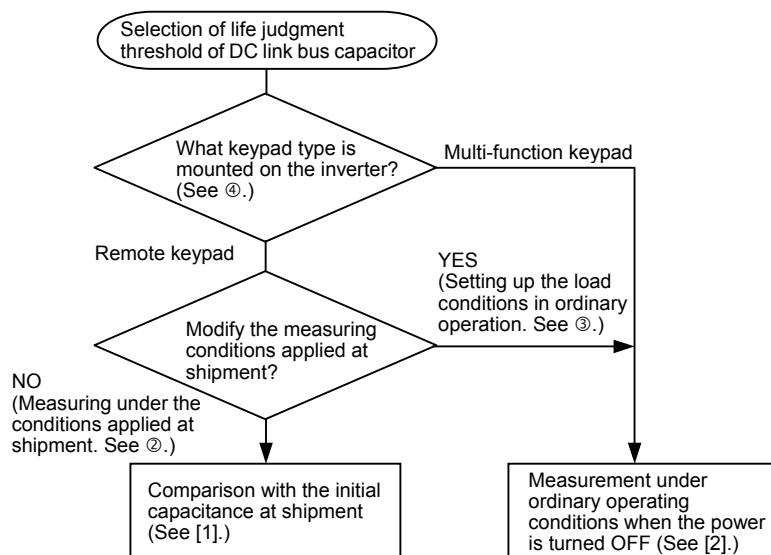 Selection of life judgment
threshold of DC link bus capacitor
What keypad type is
mounted on the inverter?
(See ④.)
Multi-function keypad
Remote keypad
YES
(Setting up the load
conditions in ordinary
operation. See ③.)
Modify the measuring
conditions applied at
shipment?
NO
(Measuring under the
conditions applied at
shipment. See ②.)
Comparison with the initial
capacitance at shipment
(See [1].)
Measurement under
ordinary operating
conditions when the power
is turned OFF (See [2].)